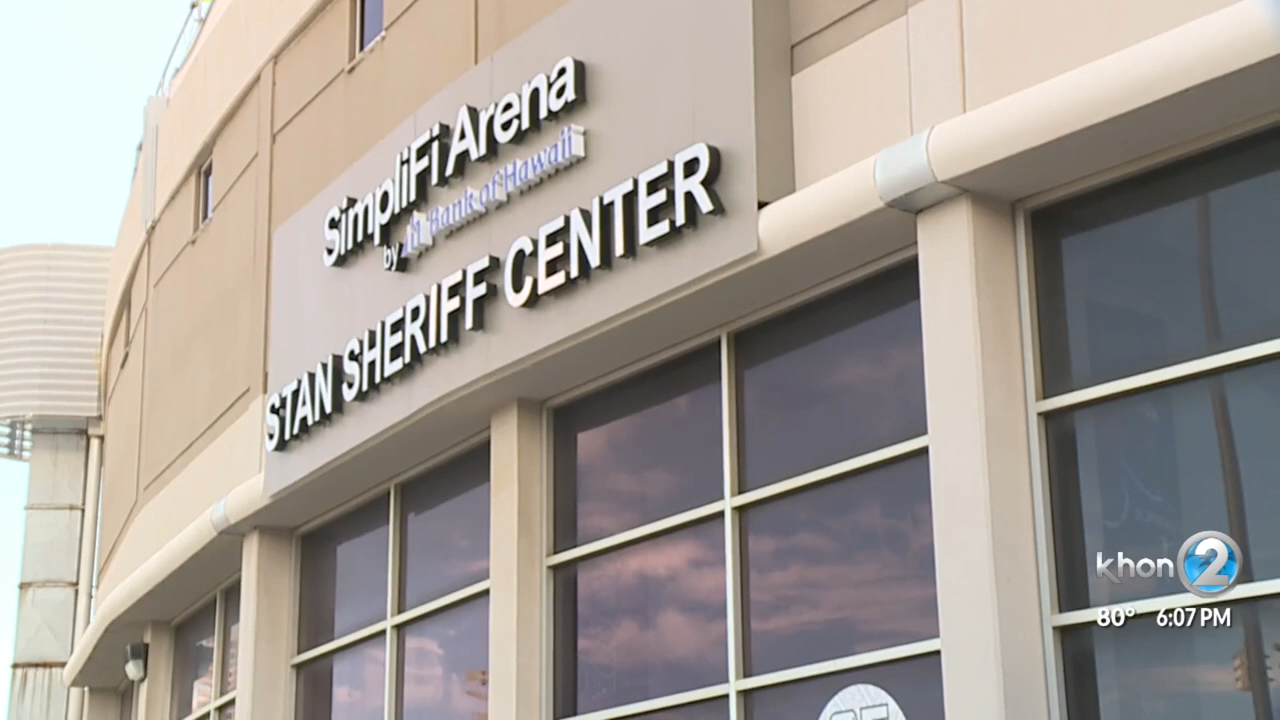 SimpliFi Arena
by Bank of Hawaii
STAN SHERIFF CENTER
khon 2
80° 6:07 PM